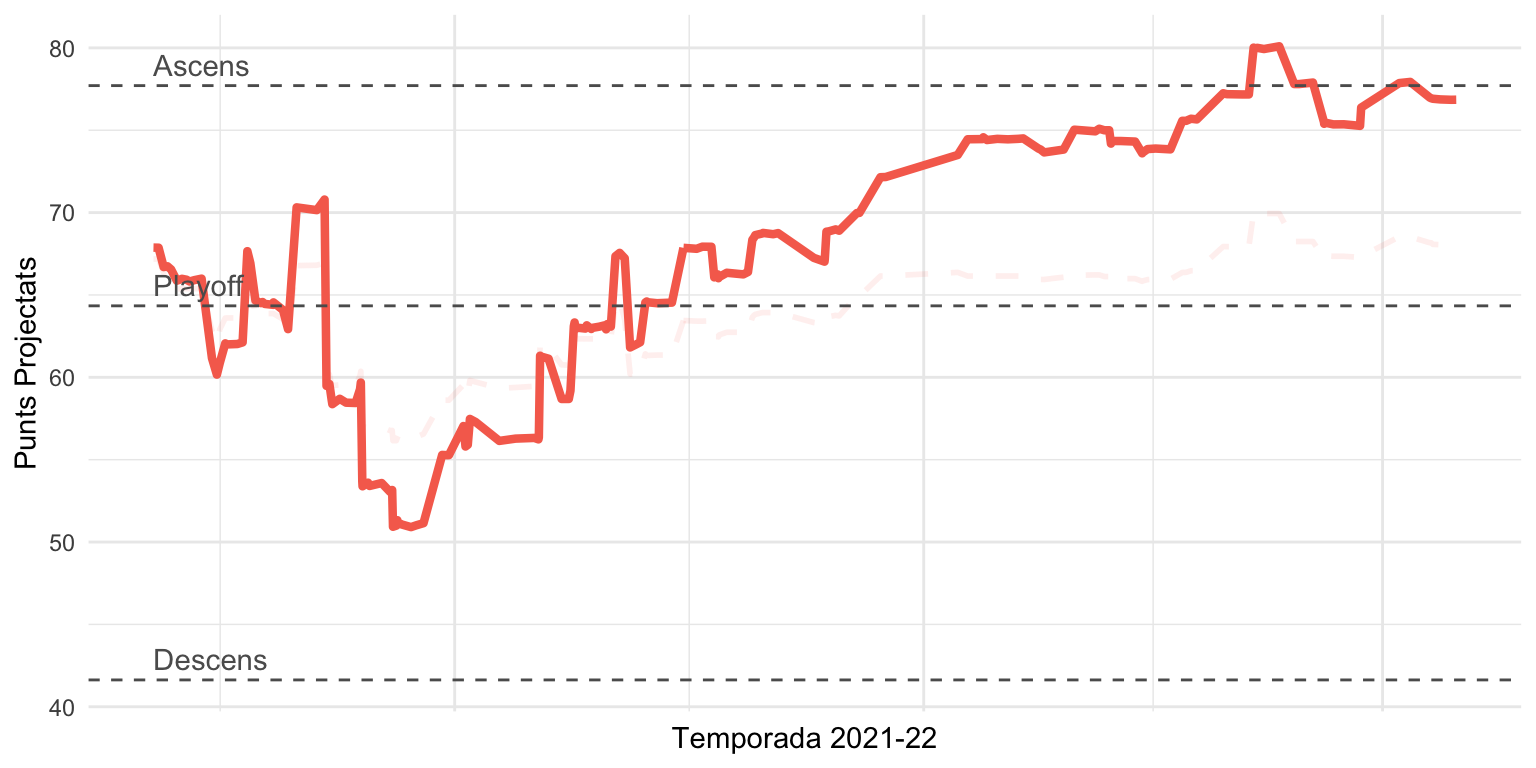 80
Ascens
70
Playoff
60
50
Descens
40
Punts Projectats
Temporada 2021-22